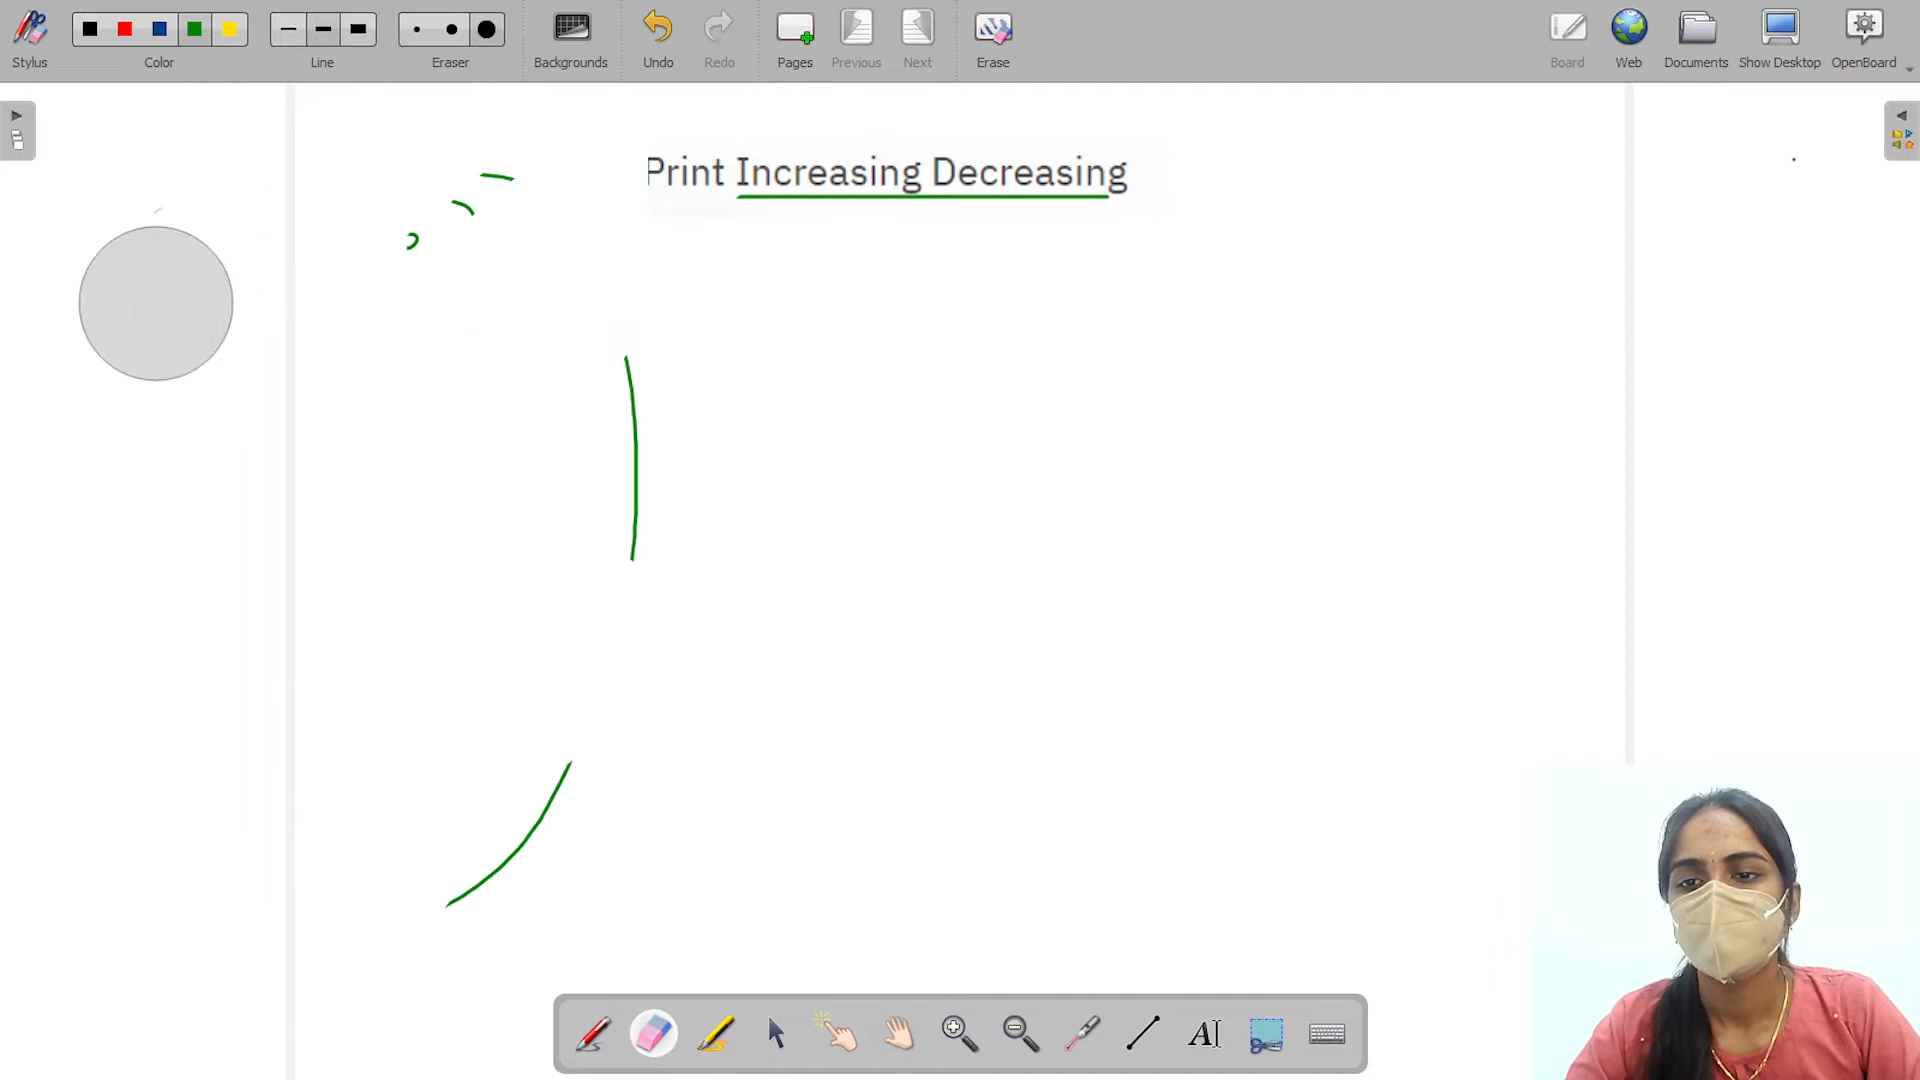 Stylus
Color
Line
Eraser
Backgrounds
Undo
Redo
Pages
Previous
Next
Erase
Board
Web
Documents
Show Desktop
OpenBoard
Print Increasing Decreasing